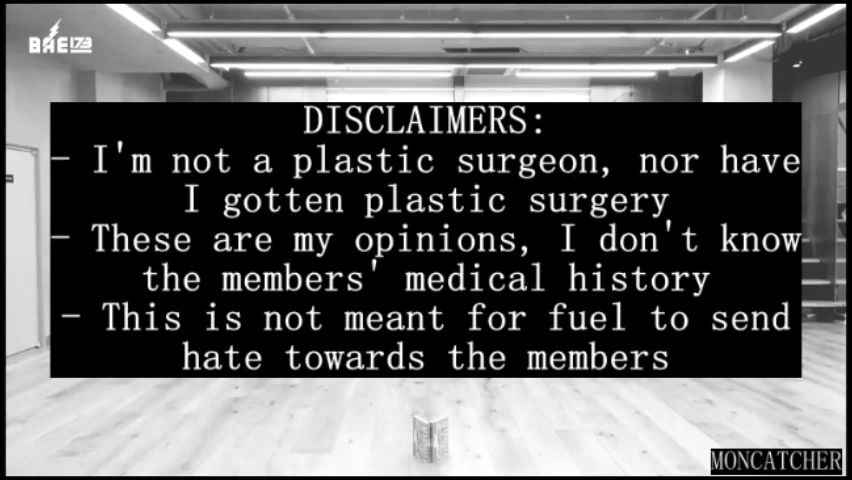 BAE173
DISCLAIMERS:
- I'm not a plastic surgeon, nor have
I gotten plastic surgery
- These are my opinions, I don't know
the members' medical history
- This is not meant for fuel to send
hate towards the members
MONCATCHER